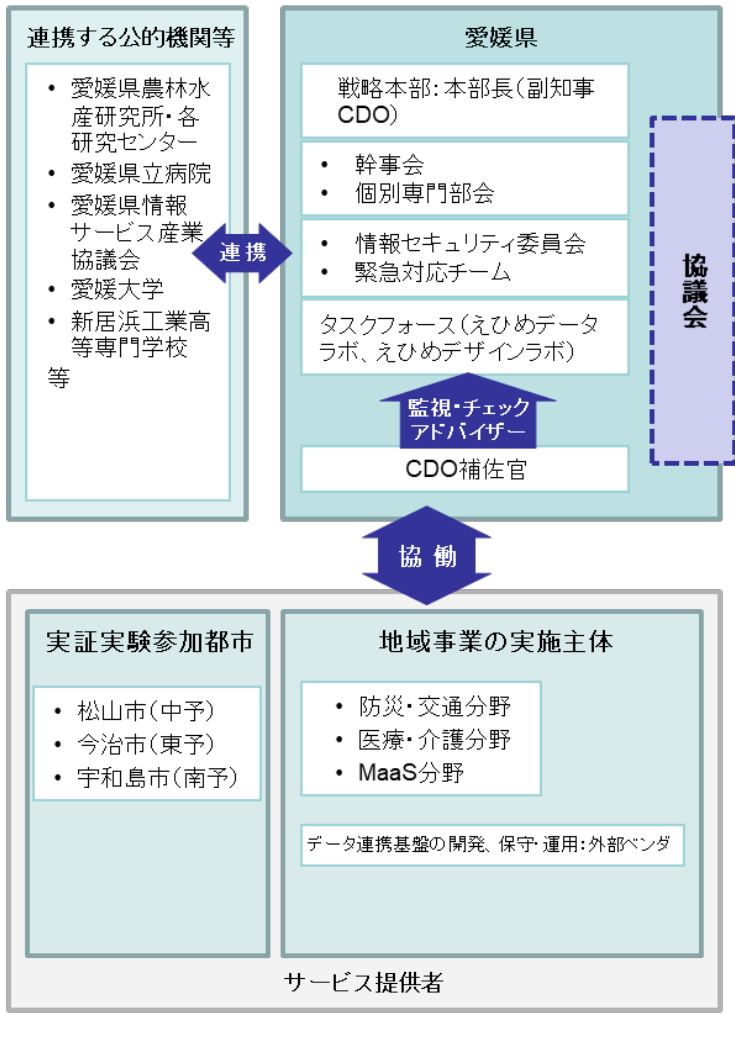 連携する公的機関等
• 愛媛県農林水
産研究所・各
研究センター
• 愛媛県立病院
• 愛媛県情報
サービス産業
協議会
• 愛媛大学
• 新居浜工業高
等専門学校
等
連携
愛媛県
戦略本部：本部長（副知事
CDO）
• 幹事会
• 個別専門部会
• 情報セキュリティ委員会
• 緊急対応チーム
タスクフォース（えひめデータ
ラボ、えひめデザインラボ）
監視・チェック
アドバイザー
CDO補佐官
協議会
協働
実証実験参加都市
• 松山市（中予）
• 今治市（東予）
• 宇和島市（南予）
地域事業の実施主体
• 防災・交通分野
• 医療・介護分野
• MaaS分野
データ連携基盤の開発、保守・運用：外部ベンダ
サービス提供者